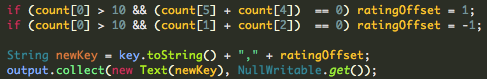 if (count[0] > 10 && (count[5] + count[4])  == 0) ratingOffset = 1;
if (count[0] > 10 && (count[1] + count[2])  == 0) ratingOffset = -1;
String newKey = key.toString() + "," + ratingOffset;
output.collect(new Text(newKey), NullWritable.get());